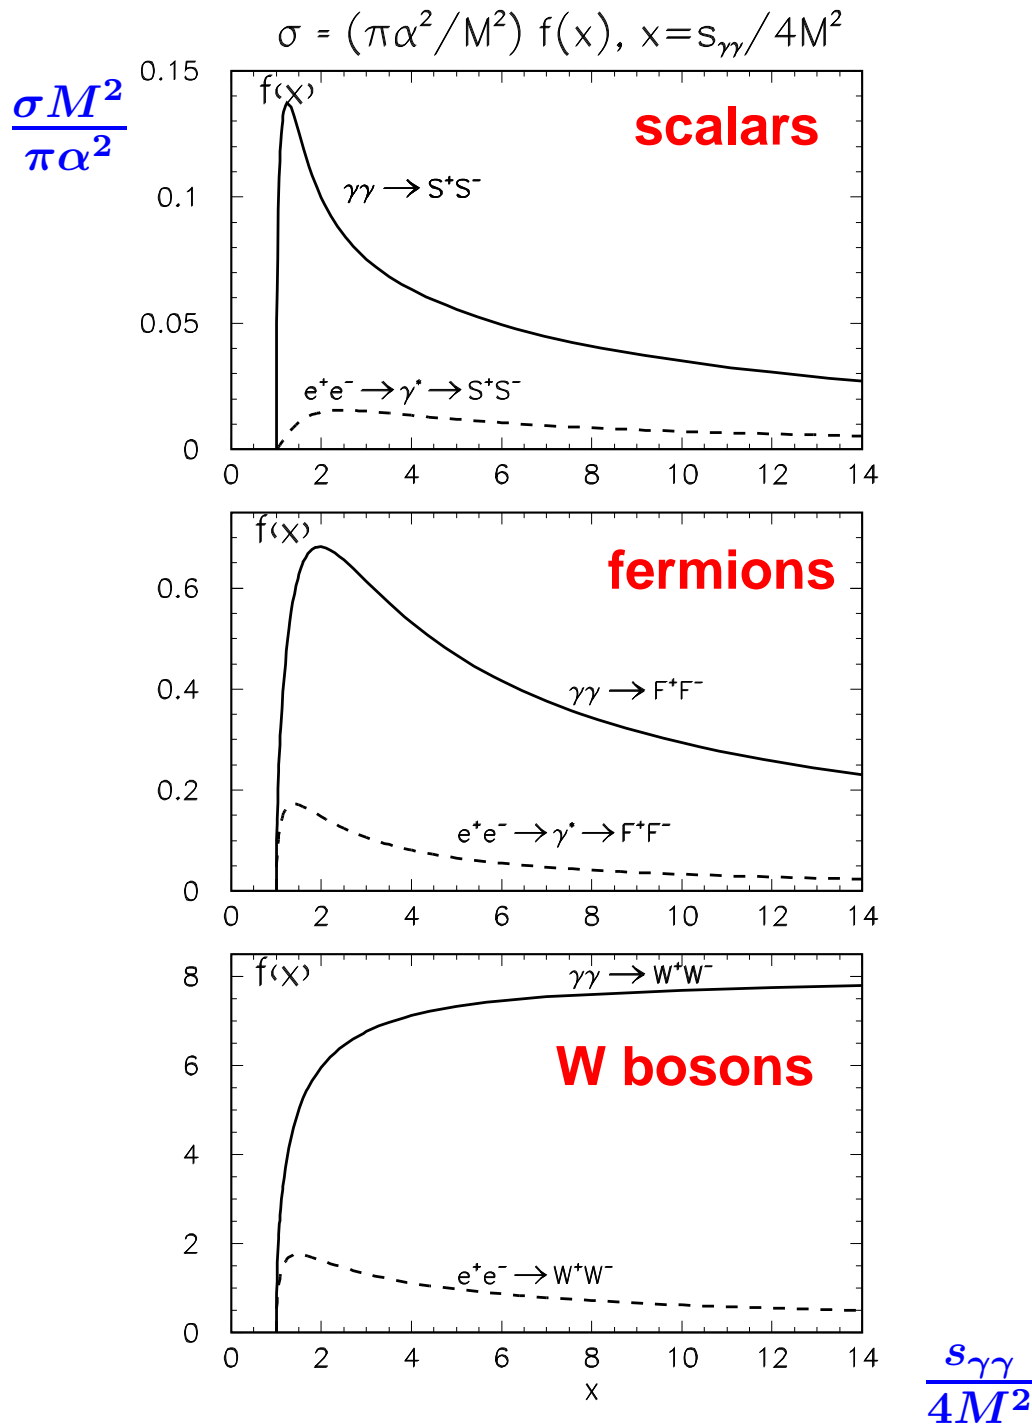 σ = (πα²/M²) f(x), x=s_γγ/4M²
σM²/πα²
f(x)
scalars
γγ → S⁺S⁻
e⁺e⁻ → γ* → S⁺S⁻
0.15
0.1
0.05
0
0 2 4 6 8 10 12 14
f(x)
fermions
γγ → F⁺F⁻
e⁺e⁻ → γ* → F⁺F⁻
0.6
0.4
0.2
0
0 2 4 6 8 10 12 14
f(x)
γγ → W⁺W⁻
W bosons
e⁺e⁻ → W⁺W⁻
8
6
4
2
0
0 2 4 6 8 10 12 14
x
s_γγ/4M²